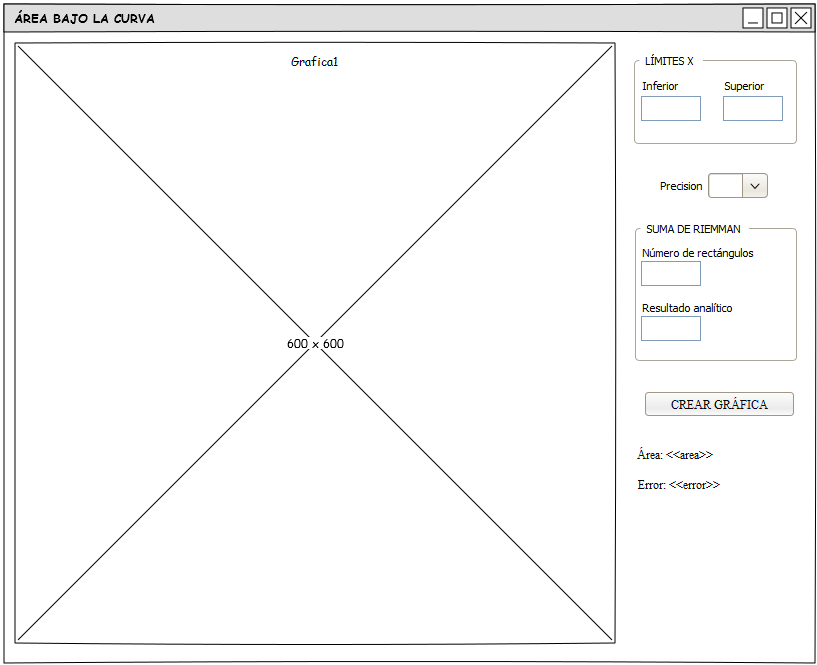 ÁREA BAJO LA CURVA
Grafica1
600 x 600
LÍMITES X
Inferior
Superior
Precision
SUMA DE RIEMMAN
Número de rectángulos
Resultado analítico
CREAR GRÁFICA
Área: <<area>>
Error: <<error>>